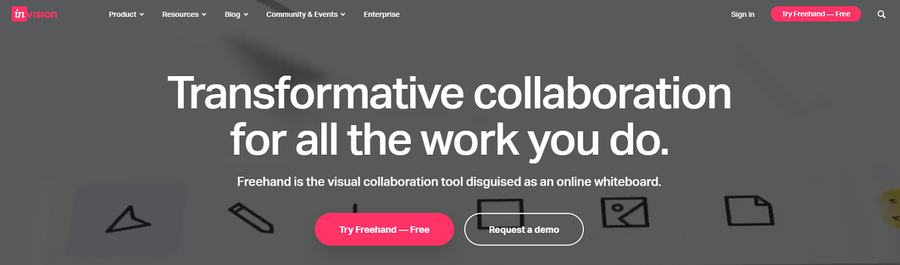 in VISION
Product
Resources
Blog
Community & Events
Enterprise
Sign in
Try Freehand — Free
Transformative collaboration
for all the work you do.
Freehand is the visual collaboration tool disguised as an online whiteboard.
Try Freehand — Free
Request a demo